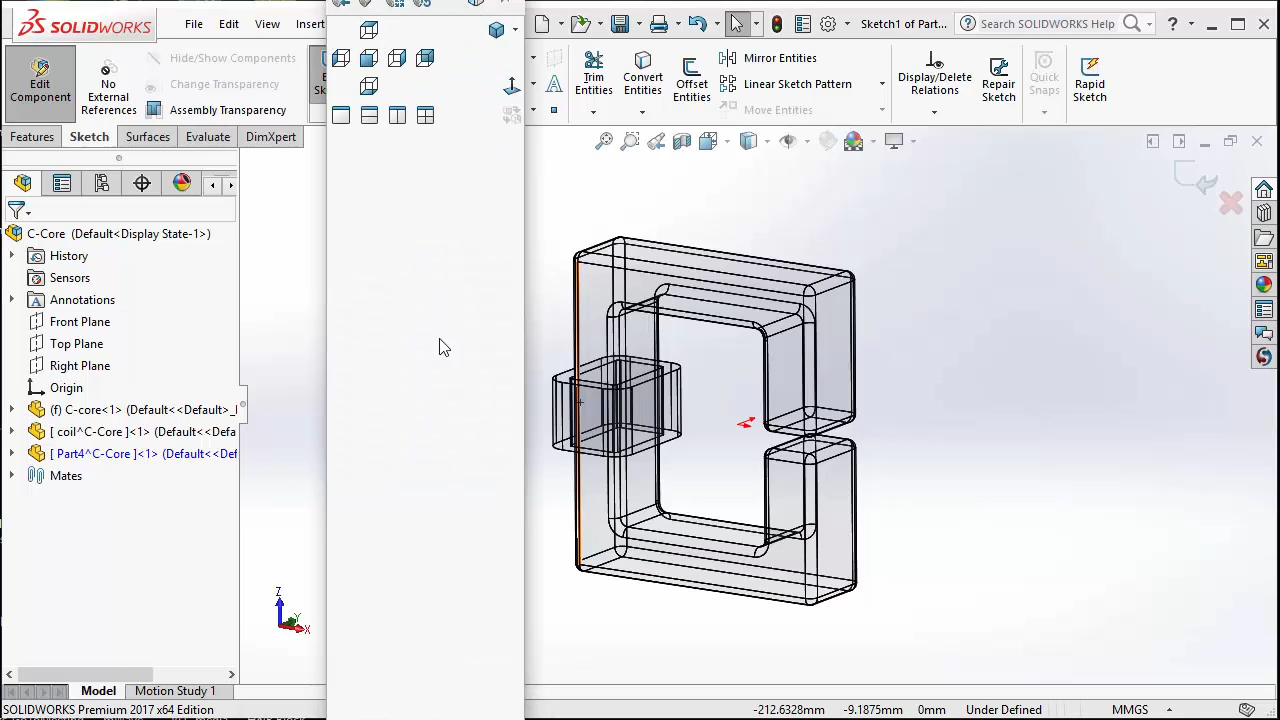 SOLIDWORKS
File Edit View Insert
Sketch1 of Part...
Search SOLIDWORKS Help
Edit Component
No External References
Hide/Show Components
Change Transparency
Assembly Transparency
Trim Entities
Convert Entities
Offset Entities
Mirror Entities
Linear Sketch Pattern
Move Entities
Display/Delete Relations
Repair Sketch
Quick Snaps
Rapid Sketch
Features Sketch Surfaces Evaluate DimXpert
C-Core (Default<Display State-1>)
History
Sensors
Annotations
Front Plane
Top Plane
Right Plane
Origin
(f) C-core<1> (Default<<Default>_
[ coil^C-Core ]<1> (Default<<Defa
[ Part4^C-Core ]<1> (Default<<Def
Mates
Z
Y
X
Model Motion Study 1
SOLIDWORKS Premium 2017 x64 Edition
-212.6328mm -9.1875mm 0mm Under Defined MMGS